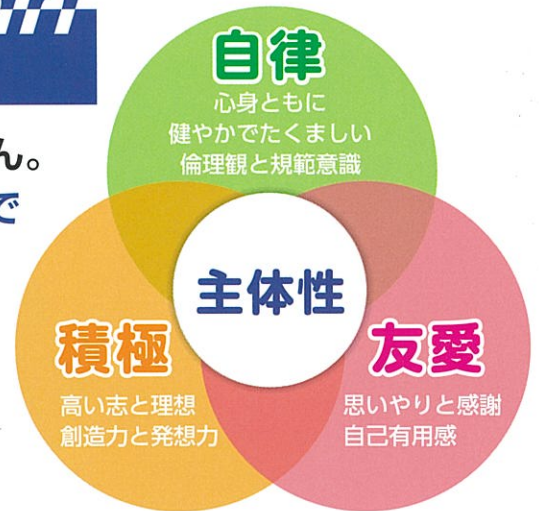 ん。
で
自律
心身ともに
健やかでたくましい
倫理観と規範意識
主体性
積極
高い志と理想
創造力と発想力
友愛
思いやりと感謝
自己有用感